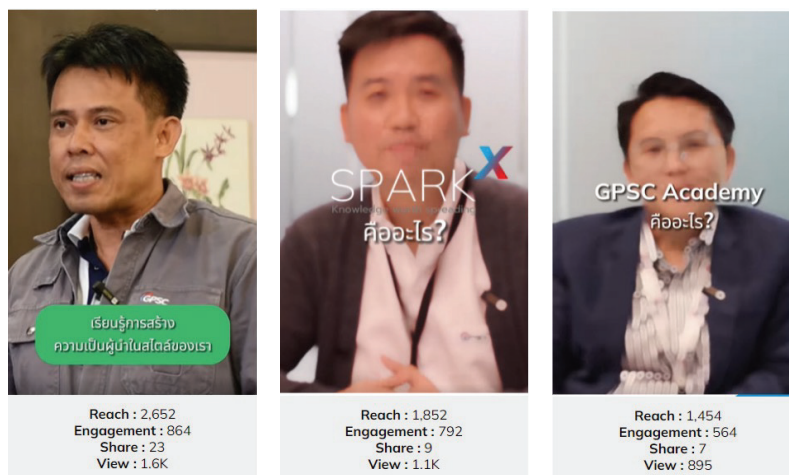 GPSC
เรียนรู้การสร้าง
ความเป็นผู้นำในสไตล์ของเรา
Reach : 2,652
Engagement : 864
Share : 23
View : 1.6K
SPARK X
คืออะไร?
Reach : 1,852
Engagement : 792
Share : 9
View : 1.1K
GPSC Academy
คืออะไร?
Reach : 1,454
Engagement : 564
Share : 7
View : 895